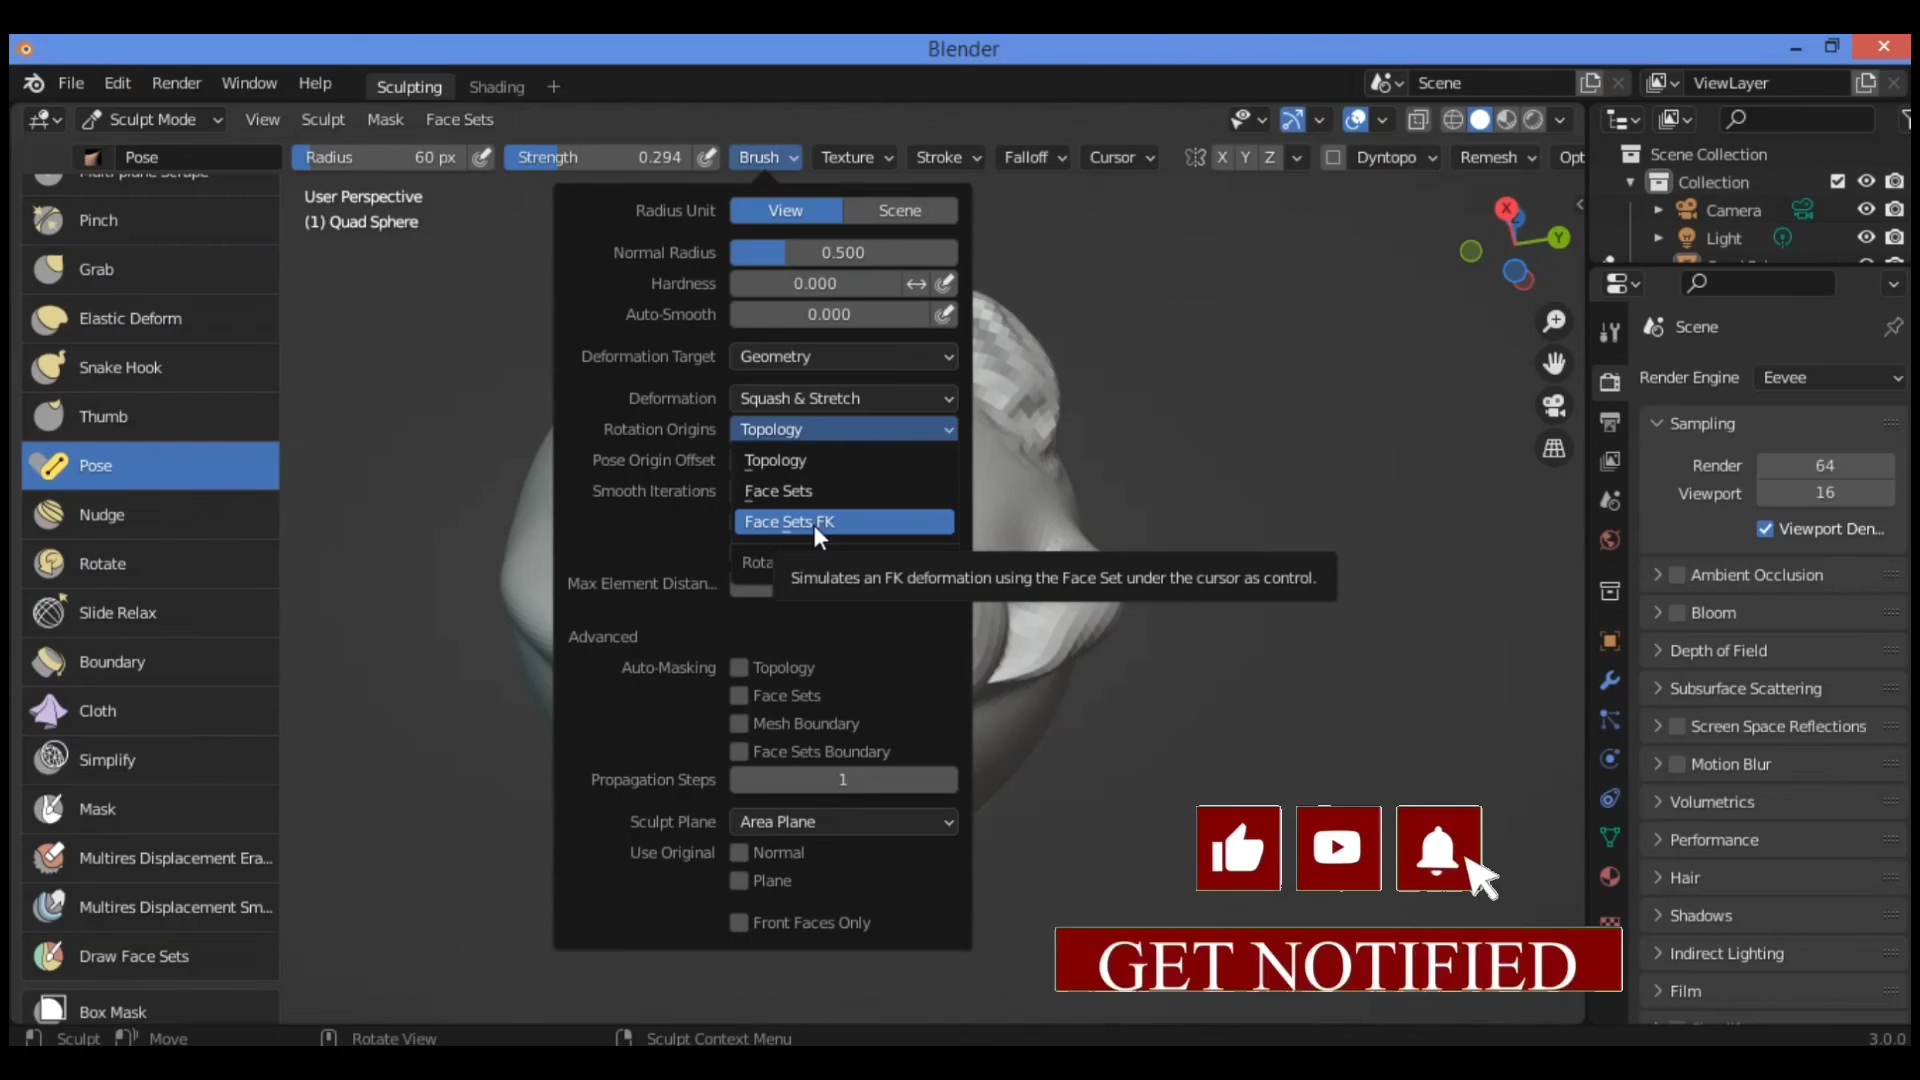 Blender
File Edit Render Window Help Sculpting Shading + Scene ViewLayer
Sculpt Mode View Sculpt Mask Face Sets
Pose Radius 60 px Strength 0.294 Brush Texture Stroke Falloff Cursor X Y Z Dyntopo Remesh Opt
User Perspective
(1) Quad Sphere
Multi-plane Scrape
Pinch
Grab
Elastic Deform
Snake Hook
Thumb
Pose
Nudge
Rotate
Slide Relax
Boundary
Cloth
Simplify
Mask
Multires Displacement Era...
Multires Displacement Sm...
Draw Face Sets
Box Mask
Radius Unit View Scene
Normal Radius 0.500
Hardness 0.000
Auto-Smooth 0.000
Deformation Target Geometry
Deformation Squash & Stretch
Rotation Origins Topology
Pose Origin Offset Topology
Smooth Iterations Face Sets
Face Sets FK
Rota
Simulates an FK deformation using the Face Set under the cursor as control.
Max Element Distan...
Advanced
Auto-Masking Topology
Face Sets
Mesh Boundary
Face Sets Boundary
Propagation Steps 1
Sculpt Plane Area Plane
Use Original Normal
Plane
Front Faces Only
X
Y
Z
GET NOTIFIED
Scene Collection
Collection
Camera
Light
Scene
Render Engine Eevee
Sampling
Render 64
Viewport 16
Viewport Den...
Ambient Occlusion
Bloom
Depth of Field
Subsurface Scattering
Screen Space Reflections
Motion Blur
Volumetrics
Performance
Hair
Shadows
Indirect Lighting
Film
Sculpt Move Rotate View Sculpt Context Menu 3.0.0